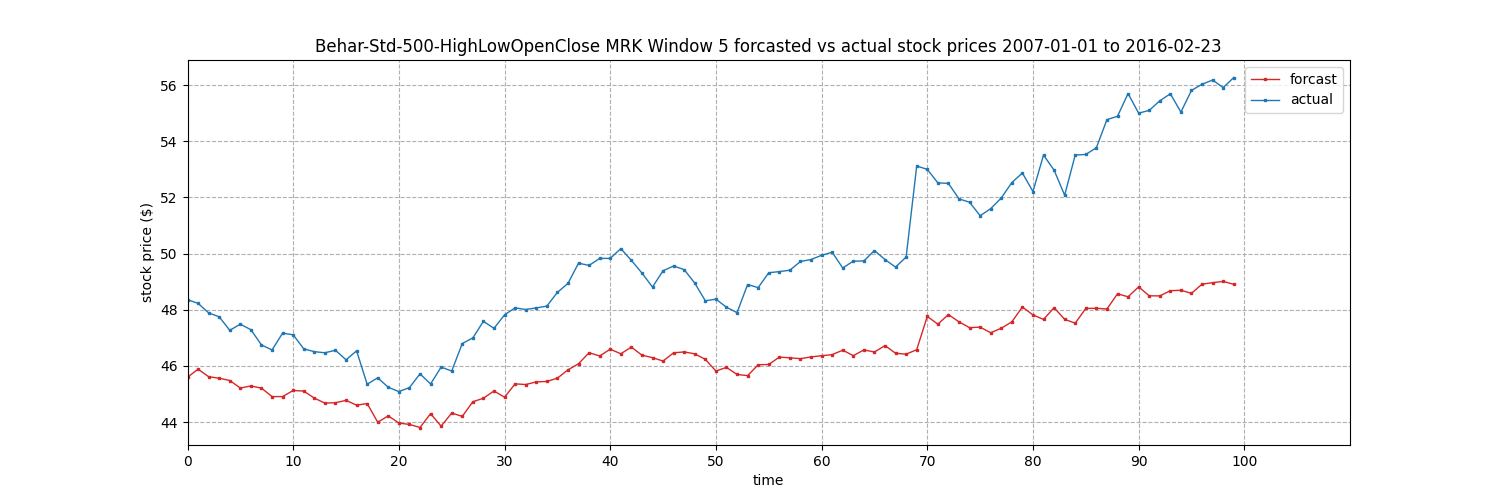 Behar-Std-500-HighLowOpenClose MRK Window 5 forcasted vs actual stock prices 2007-01-01 to 2016-02-23
forcast
actual
56
54
52
50
48
46
44
stock price ($)
0 10 20 30 40 50 60 70 80 90 100
time